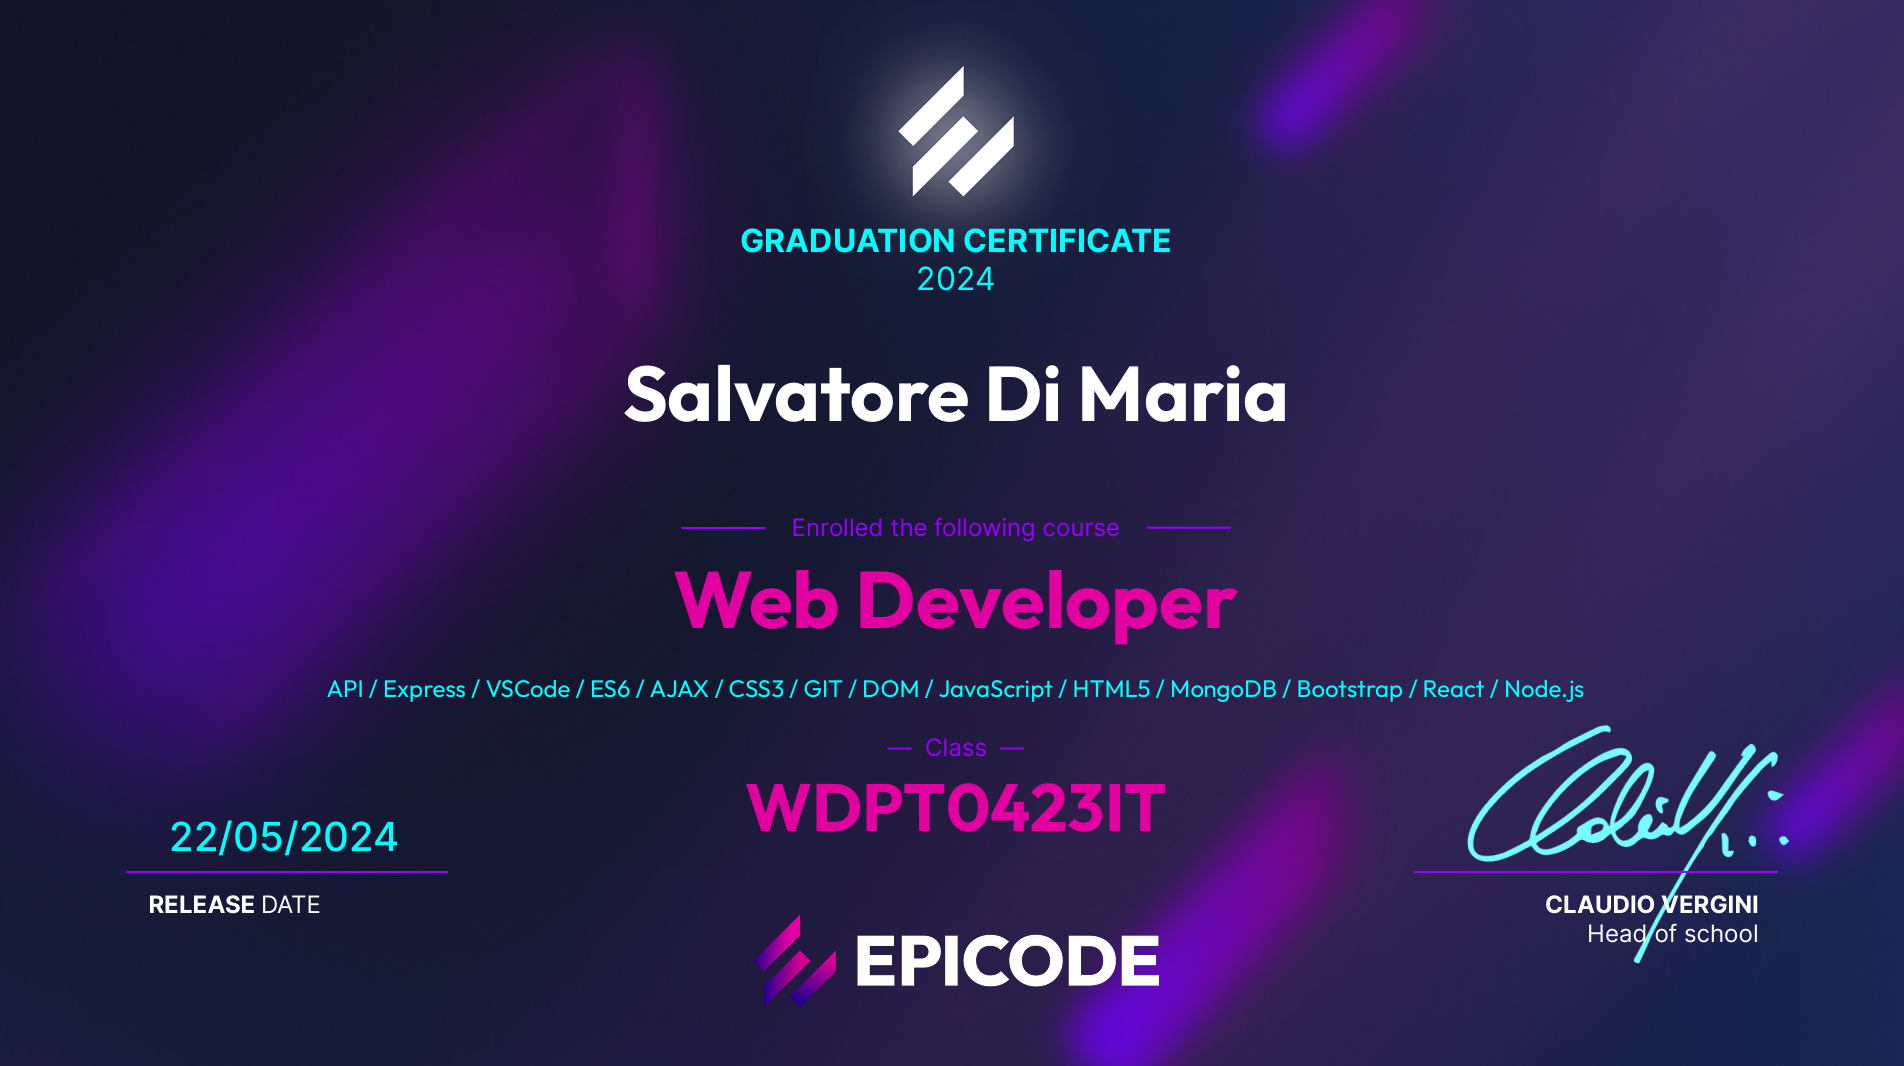 GRADUATION CERTIFICATE
2024
Salvatore Di Maria
Enrolled the following course
Web Developer
API / Express / VSCode / ES6 / AJAX / CSS3 / GIT / DOM / JavaScript / HTML5 / MongoDB / Bootstrap / React / Node.js
Class
WDPT0423IT
22/05/2024
RELEASE DATE
CLAUDIO VERGINI
Head of school
EPICODE